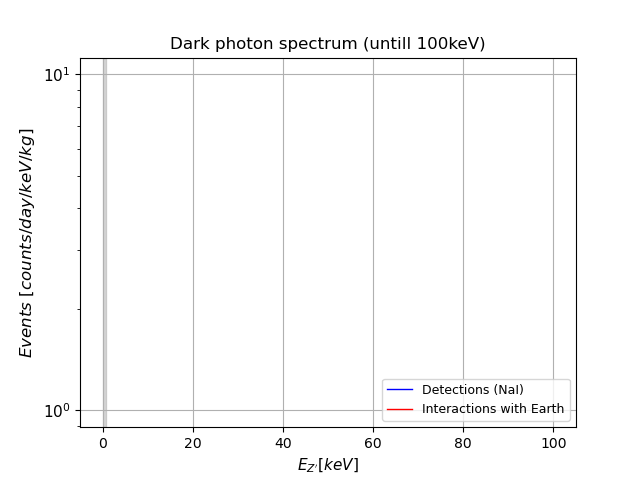 Dark photon spectrum (untill 100keV)
Events [counts/day/keV/kg]
10¹
10⁰
Detections (NaI)
Interactions with Earth
0 20 40 60 80 100
E_{Z'}[keV]